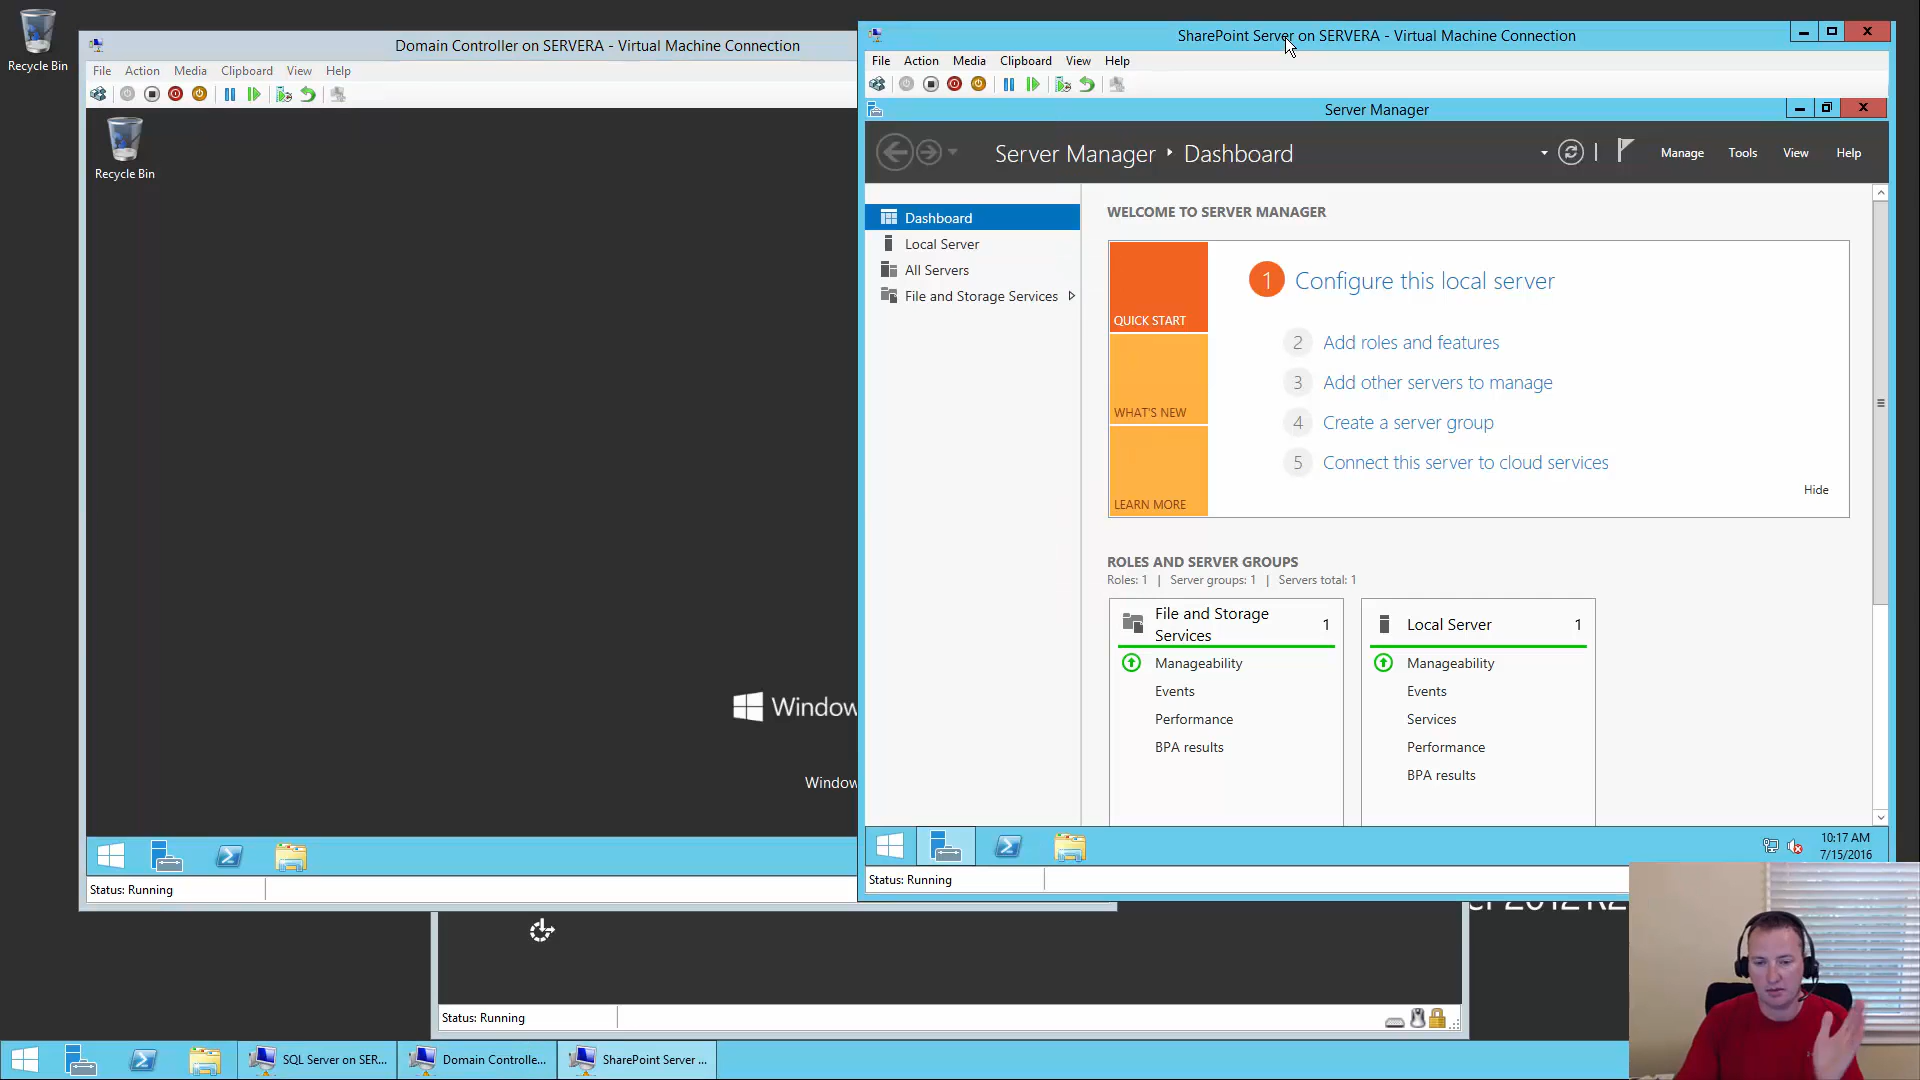 Recycle Bin
Domain Controller on SERVERA - Virtual Machine Connection
File Action Media Clipboard View Help
Recycle Bin
Window
Window
Status: Running
SharePoint Server on SERVERA - Virtual Machine Connection
File Action Media Clipboard View Help
Server Manager
Server Manager Dashboard
Manage Tools View Help
Dashboard
Local Server
All Servers
File and Storage Services
WELCOME TO SERVER MANAGER
QUICK START
WHAT'S NEW
LEARN MORE
1 Configure this local server
2 Add roles and features
3 Add other servers to manage
4 Create a server group
5 Connect this server to cloud services
Hide
ROLES AND SERVER GROUPS
Roles: 1 | Server groups: 1 | Servers total: 1
File and Storage
Services
1
Manageability
Events
Performance
BPA results
Local Server 1
Manageability
Events
Services
Performance
BPA results
10:17 AM
7/15/2016
Status: Running
Status: Running
SQL Server on SER...
Domain Controlle...
SharePoint Server ...